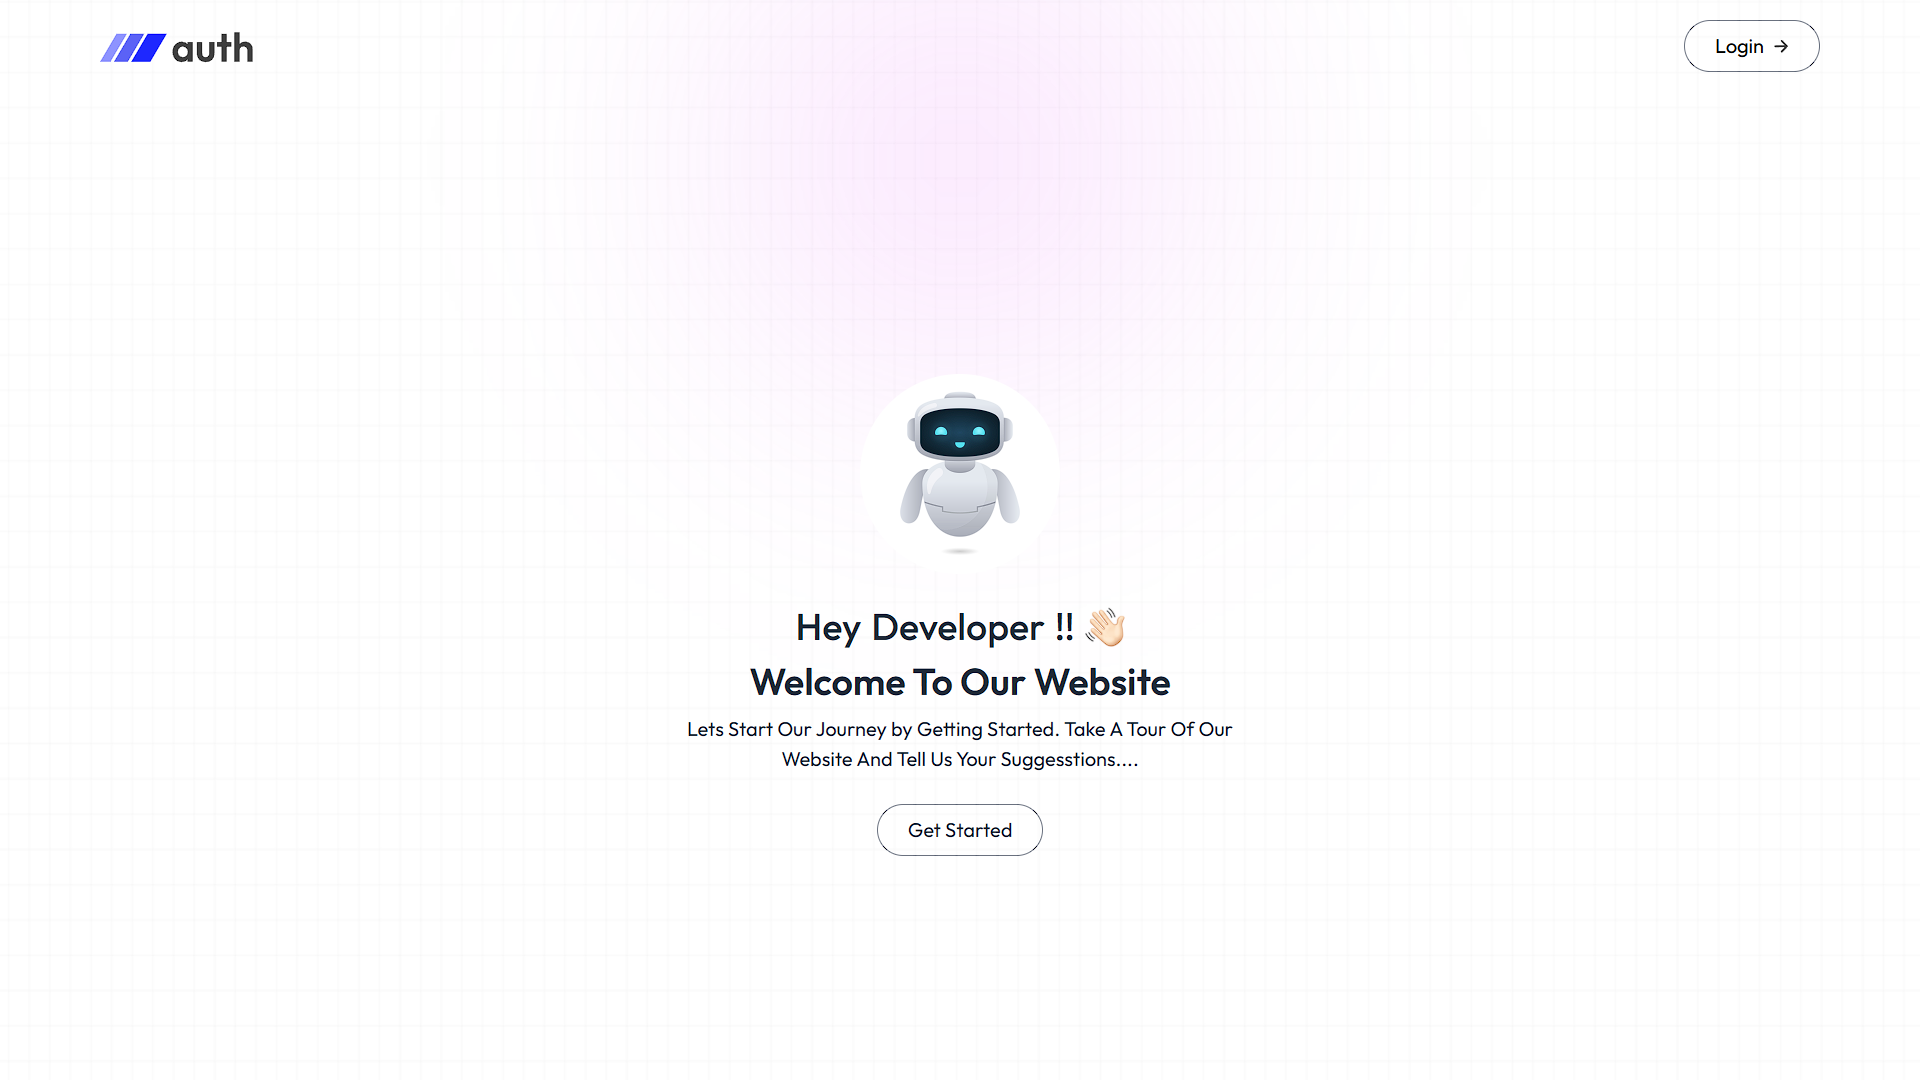 auth
Login →
Hey Developer !! 👋🏻
Welcome To Our Website
Lets Start Our Journey by Getting Started. Take A Tour Of Our
Website And Tell Us Your Suggesstions....
Get Started